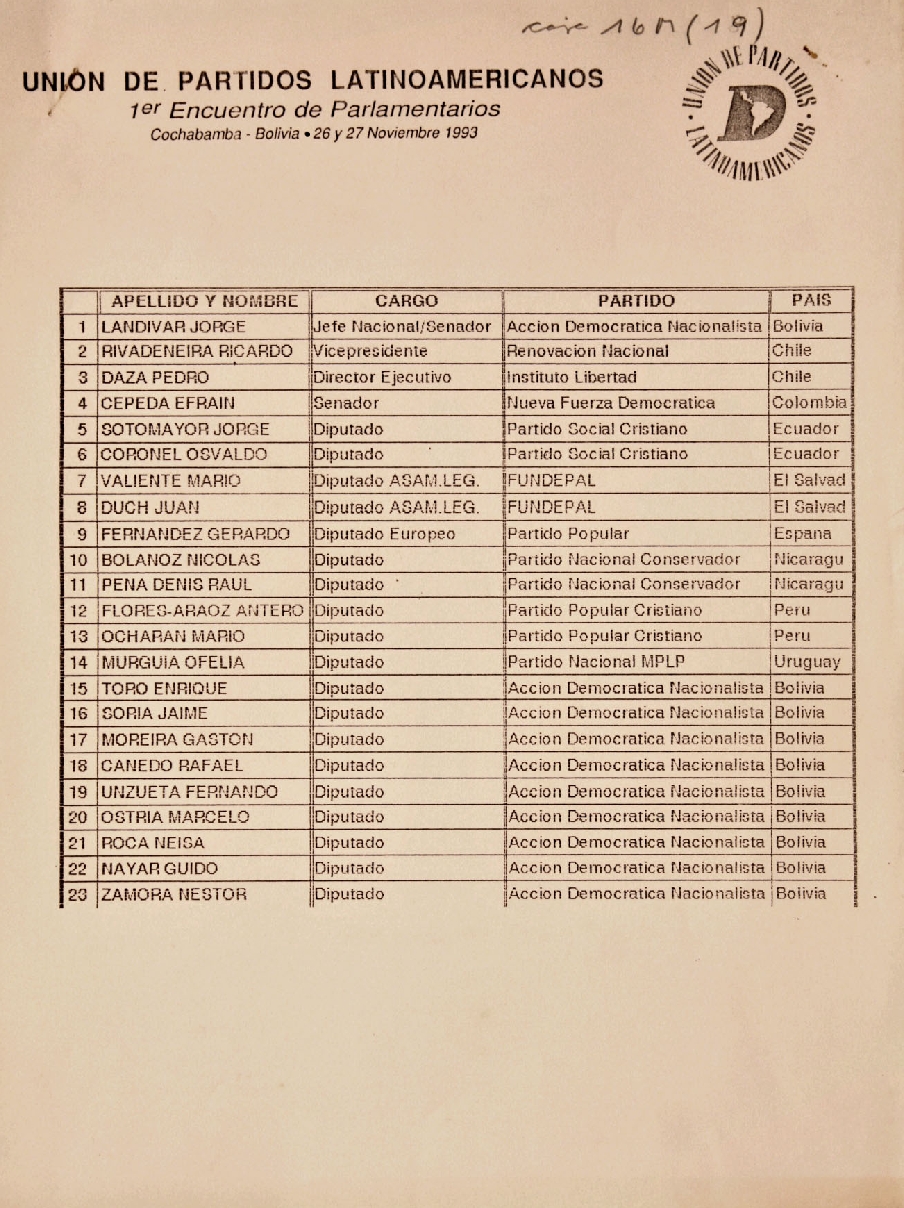 caja 16M (19)
UNIÓN DE PARTIDOS LATINOAMERICANOS
1er Encuentro de Parlamentarios
Cochabamba - Bolivia • 26 y 27 Noviembre 1993
• UNION DE PARTIDOS • LATINOAMERICANOS
D
APELLIDO Y NOMBRE CARGO PARTIDO PAIS
1 LANDIVAR JORGE Jefe Nacional/Senador Accion Democratica Nacionalista Bolivia
2 RIVADENEIRA RICARDO Vicepresidente Renovacion Nacional Chile
3 DAZA PEDRO Director Ejecutivo Instituto Libertad Chile
4 CEPEDA EFRAIN Senador Nueva Fuerza Democratica Colombia
5 SOTOMAYOR JORGE Diputado Partido Social Cristiano Ecuador
6 CORONEL OSVALDO Diputado Partido Social Cristiano Ecuador
7 VALIENTE MARIO Diputado ASAM.LEG. FUNDEPAL El Salvad
8 DUCH JUAN Diputado ASAM.LEG. FUNDEPAL El Salvad
9 FERNANDEZ GERARDO Diputado Europeo Partido Popular Espana
10 BOLANOZ NICOLAS Diputado Partido Nacional Conservador Nicaragu
11 PENA DENIS RAUL Diputado Partido Nacional Conservador Nicaragu
12 FLORES-ARAOZ ANTERO Diputado Partido Popular Cristiano Peru
13 OCHARAN MARIO Diputado Partido Popular Cristiano Peru
14 MURGUIA OFELIA Diputado Partido Nacional MPLP Uruguay
15 TORO ENRIQUE Diputado Accion Democratica Nacionalista Bolivia
16 SORIA JAIME Diputado Accion Democratica Nacionalista Bolivia
17 MOREIRA GASTON Diputado Accion Democratica Nacionalista Bolivia
18 CANEDO RAFAEL Diputado Accion Democratica Nacionalista Bolivia
19 UNZUETA FERNANDO Diputado Accion Democratica Nacionalista Bolivia
20 OSTRIA MARCELO Diputado Accion Democratica Nacionalista Bolivia
21 ROCA NEISA Diputado Accion Democratica Nacionalista Bolivia
22 NAYAR GUIDO Diputado Accion Democratica Nacionalista Bolivia
23 ZAMORA NESTOR Diputado Accion Democratica Nacionalista Bolivia